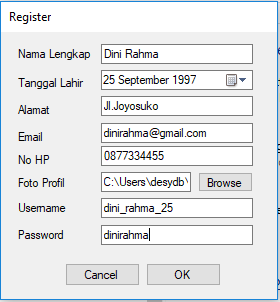 Register
Nama Lengkap Dini Rahma
Tanggal Lahir 25 September 1997
Alamat Jl.Joyosuko
Email dinirahma@gmail.com
No HP 0877334455
Foto Profil C:\Users\desydb\ Browse
Username dini_rahma_25
Password dinirahma
Cancel OK